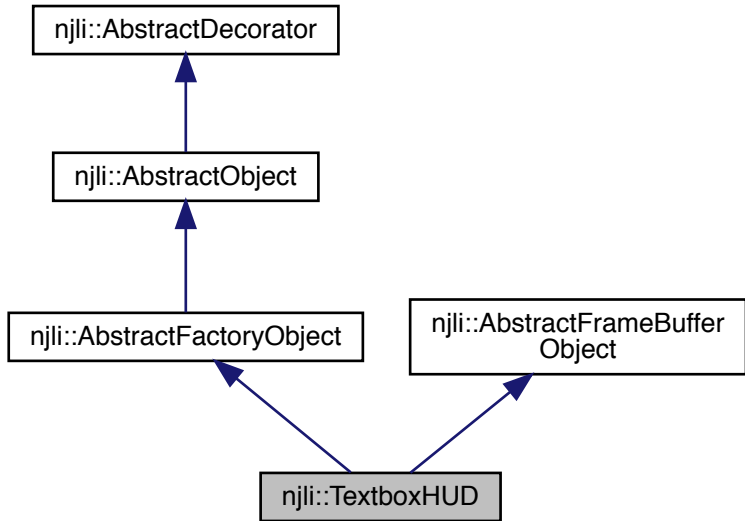 njli::AbstractDecorator
njli::AbstractObject
njli::AbstractFactoryObject
njli::AbstractFrameBuffer
Object
njli::TextboxHUD